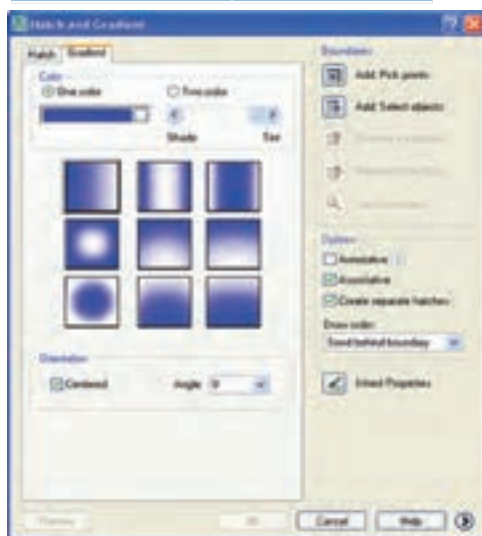 Hatch and Gradient
Hatch Gradient
Color
One color Two color
Shade Tint
Orientation
Centered Angle 0
Boundaries
Add: Pick points
Add: Select objects
Options
Annotative
Associative
Create separate hatches
Draw order:
Send behind boundary
Inherit Properties
Preview OK Cancel Help